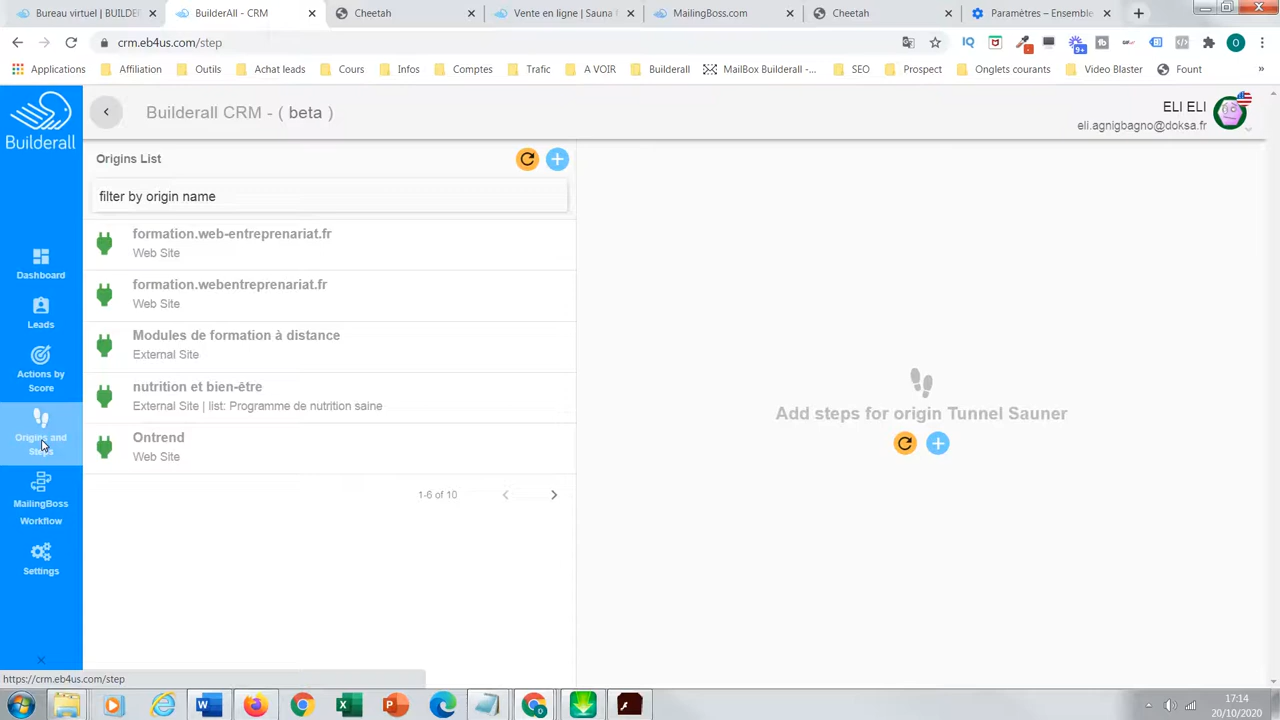 Bureau virtuel | Build
BuilderAll - CRM
Cheetah
Vente seule | Sauna
MailingBoss.com
Cheetah
Paramètres – Ensemble
crm.eb4us.com/step
IQ
9+
O
Applications
Affiliation
Outils
Achat leads
Cours
Infos
Comptes
Trafic
A VOIR
Builderall
MailBox Builderall -...
SEO
Prospect
Onglets courants
Video Blaster
Fount
»
Builderall
Builderall CRM - ( beta )
ELI ELI
eli.agnigbagno@doksa.fr
Origins List
filter by origin name
formation.web-entreprenariat.fr
Web Site
formation.webentreprenariat.fr
Web Site
Modules de formation à distance
External Site
nutrition et bien-être
External Site | list: Programme de nutrition saine
Ontrend
Web Site
1-6 of 10
Add steps for origin Tunnel Sauner
Dashboard
Leads
Actions by
Score
Origins and
Steps
MailingBoss
Workflow
Settings
https://crm.eb4us.com/step
17:14
20/10/2020